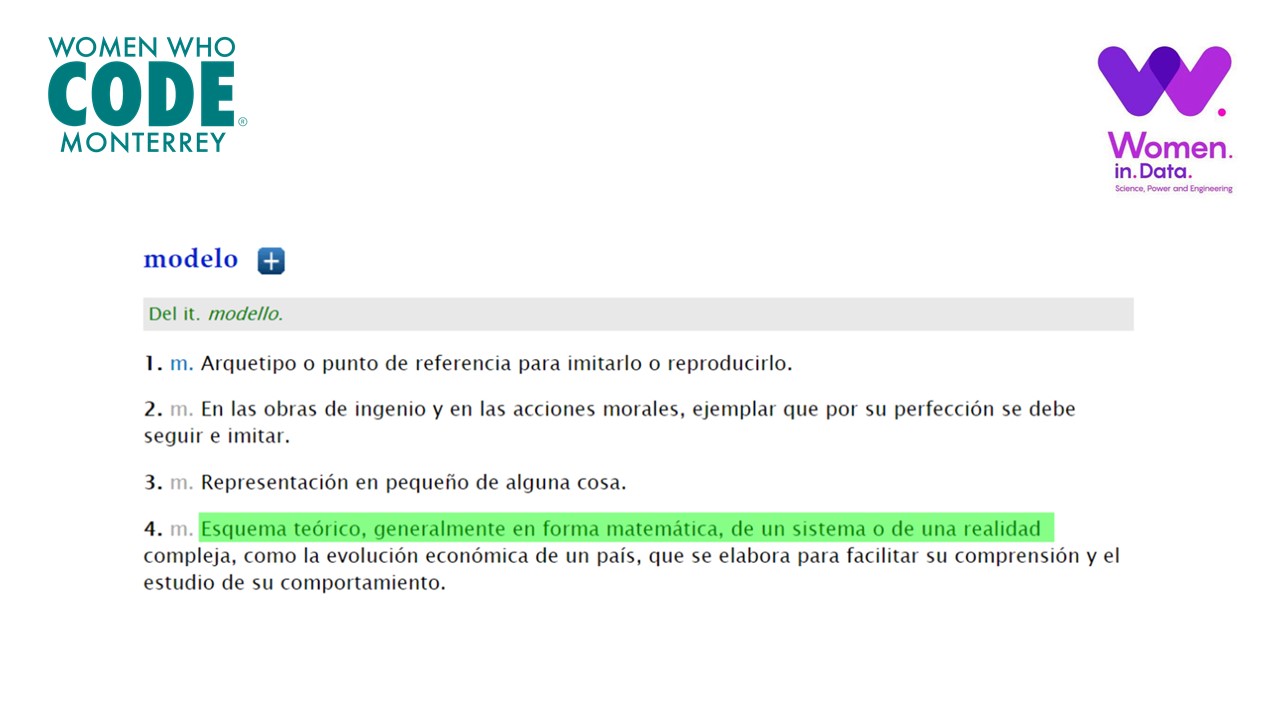 WOMEN WHO
CODE®
MONTERREY
Women.
in.Data.
Science, Power and Engineering
modelo +
Del it. modello.
1. m. Arquetipo o punto de referencia para imitarlo o reproducirlo.
2. m. En las obras de ingenio y en las acciones morales, ejemplar que por su perfección se debe
seguir e imitar.
3. m. Representación en pequeño de alguna cosa.
4. m. Esquema teórico, generalmente en forma matemática, de un sistema o de una realidad
compleja, como la evolución económica de un país, que se elabora para facilitar su comprensión y el
estudio de su comportamiento.